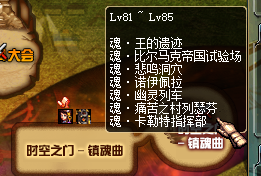 Lv81 ~ Lv85
大会
魂·王的遗迹
魂·比尔马克帝国试验场
魂·悲鸣洞穴
魂·诺伊佩拉
魂·幽灵列车
魂·痛苦之村列瑟芬
魂·卡勒特指挥部
时空之门-镇魂曲
镇魂曲